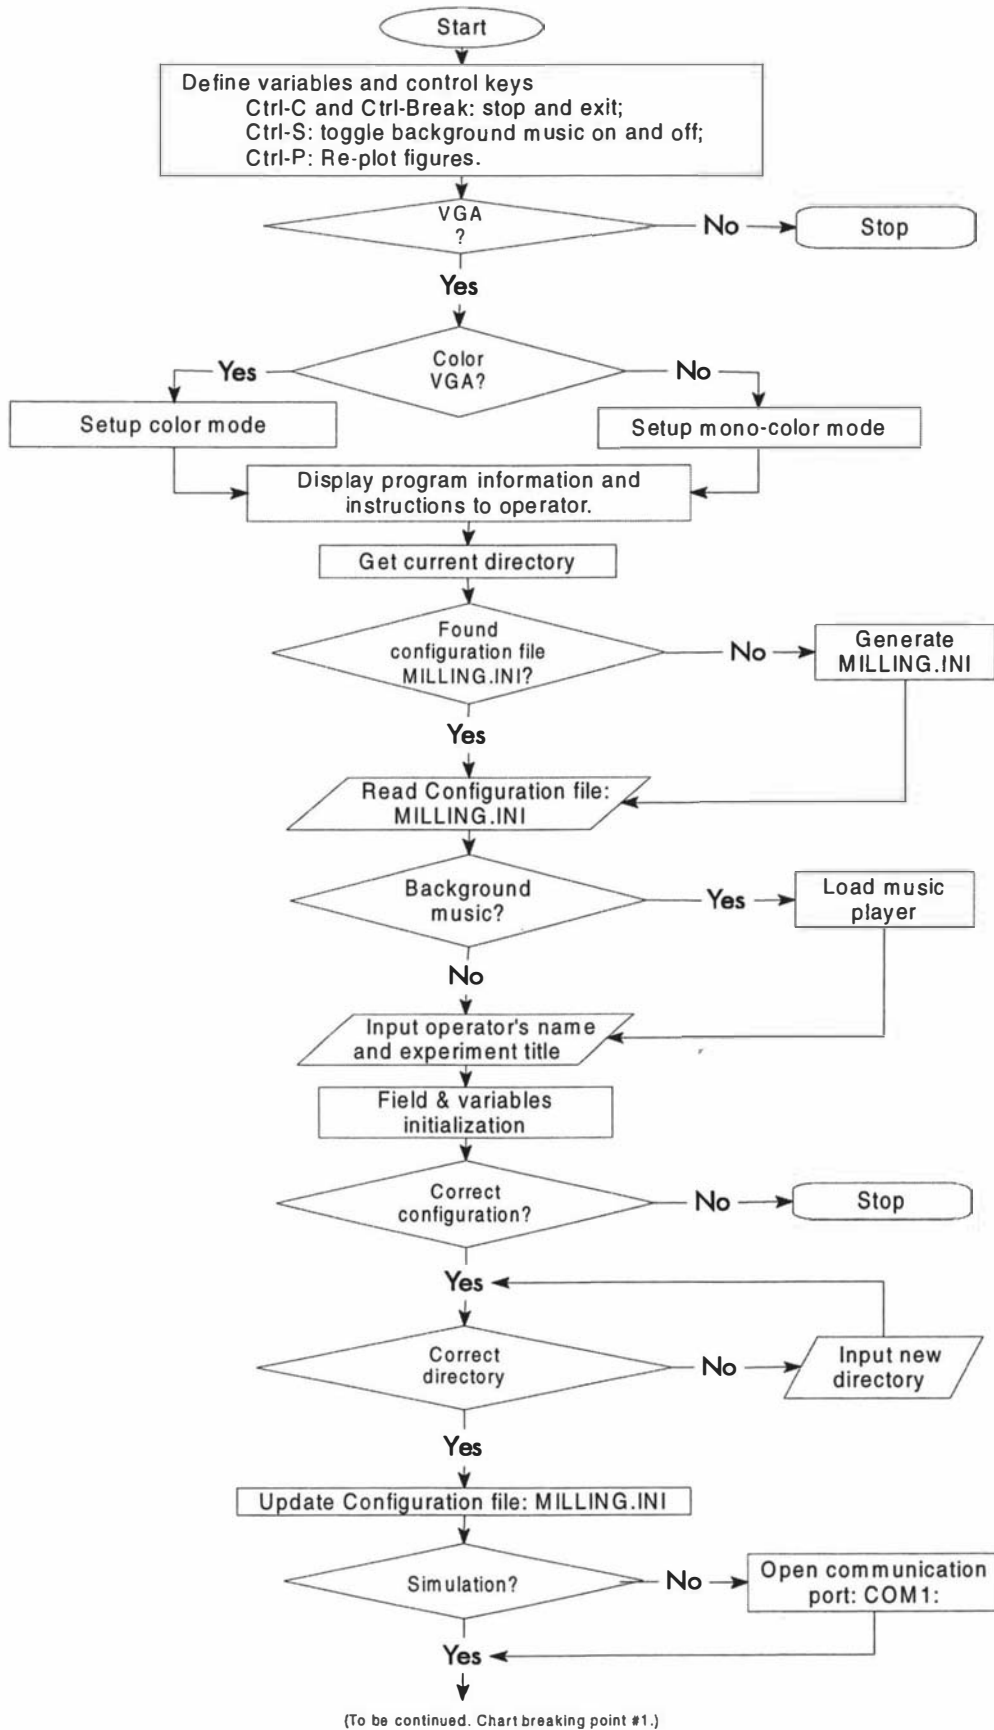 Start
Define variables and control keys
Ctrl-C and Ctrl-Break: stop and exit;
Ctrl-S: toggle background music on and off;
Ctrl-P: Re-plot figures.
VGA
?
No
Stop
Yes
Color
VGA?
Yes
No
Setup color mode
Setup mono-color mode
Display program information and
instructions to operator.
Get current directory
Found
configuration file
MILLING.INI?
No
Generate
MILLING.INI
Yes
Read Configuration file:
MILLING.INI
Background
music?
Yes
Load music
player
No
Input operator's name
and experiment title
Field & variables
initialization
Correct
configuration?
No
Stop
Yes
Correct
directory
No
Input new
directory
Yes
Update Configuration file: MILLING.INI
Simulation?
No
Open communication
port: COM1:
Yes
(To be continued. Chart breaking point #1.)